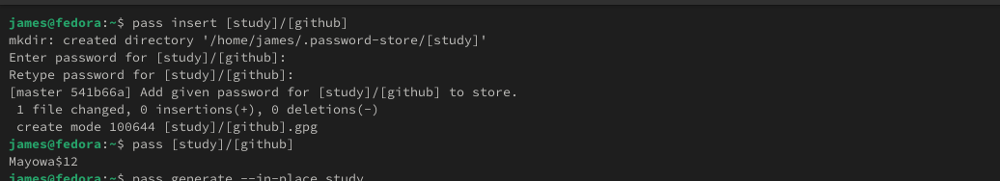 james@fedora:~$ pass insert [study]/[github]
mkdir: created directory '/home/james/.password-store/[study]'
Enter password for [study]/[github]:
Retype password for [study]/[github]:
[master 541b66a] Add given password for [study]/[github] to store.
 1 file changed, 0 insertions(+), 0 deletions(-)
 create mode 100644 [study]/[github].gpg
james@fedora:~$ pass [study]/[github]
Mayowa$12
james@fedora:~$ pass generate --in-place study